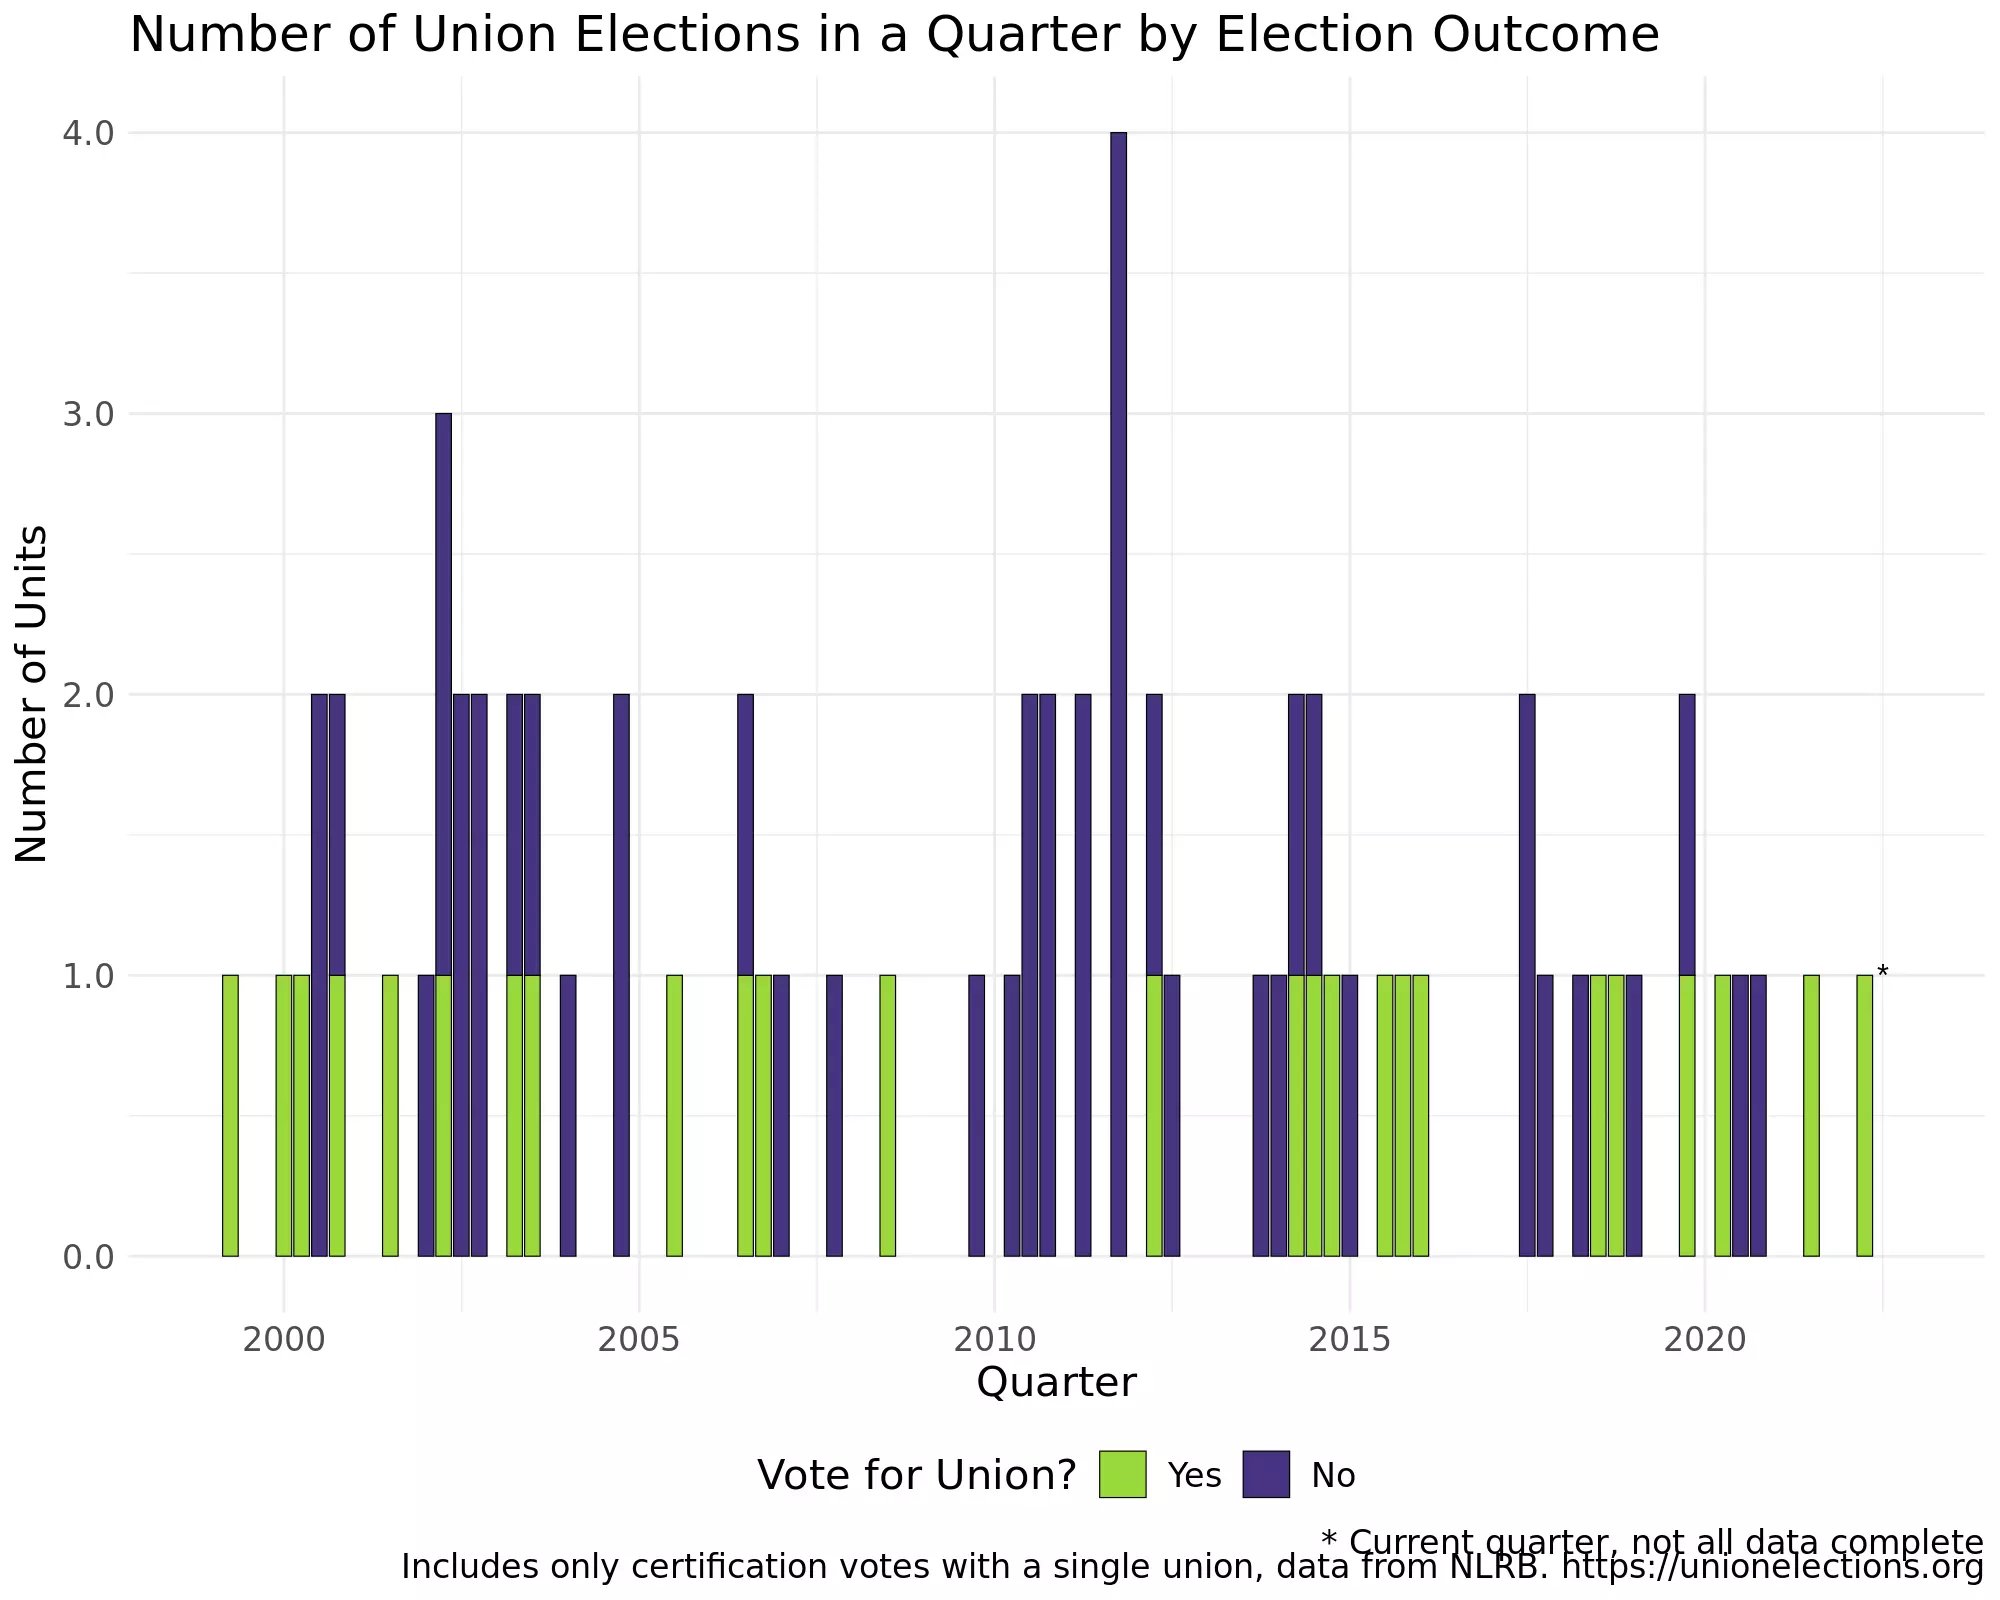 Number of Union Elections in a Quarter by Election Outcome
4.0
3.0
2.0
1.0
0.0
Number of Units
*
2000 2005 2010 2015 2020
Quarter
Vote for Union? Yes No
* Current quarter, not all data complete
Includes only certification votes with a single union, data from NLRB. https://unionelections.org